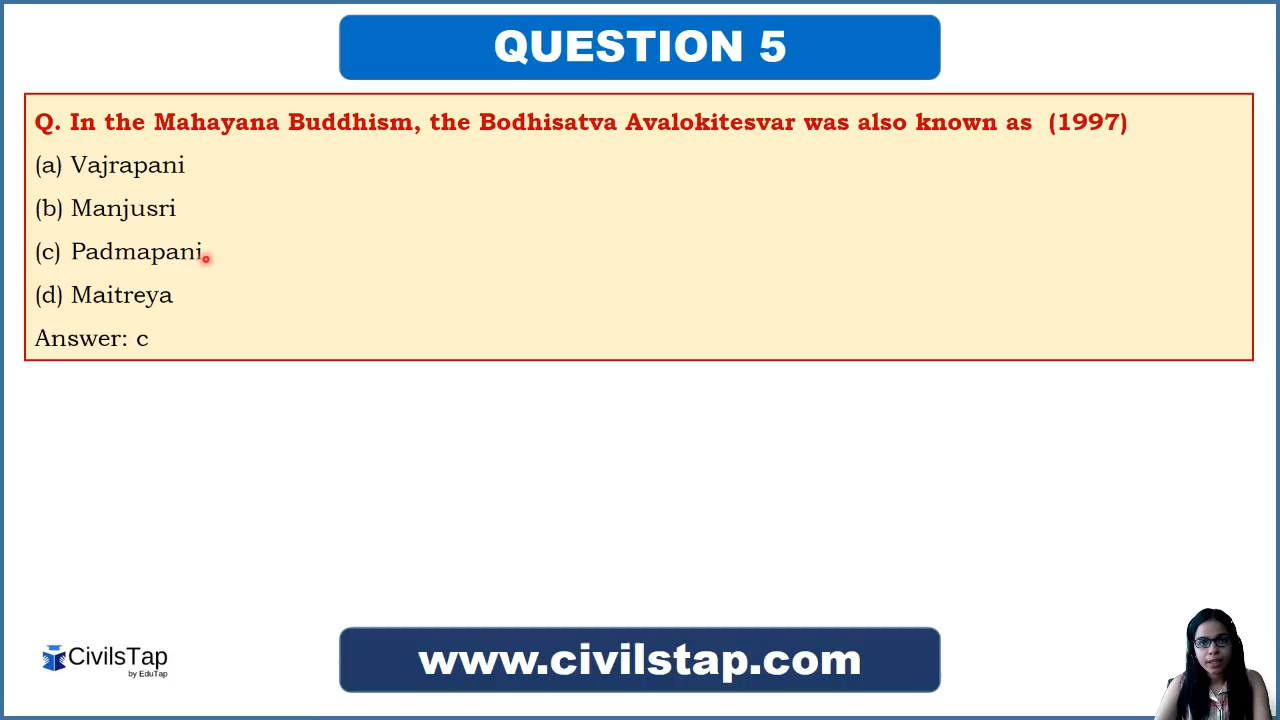 QUESTION 5
Q. In the Mahayana Buddhism, the Bodhisatva Avalokitesvar was also known as (1997)
(a) Vajrapani
(b) Manjusri
(c) Padmapani
(d) Maitreya
Answer: c
CivilsTap
by EduTap
www.civilstap.com